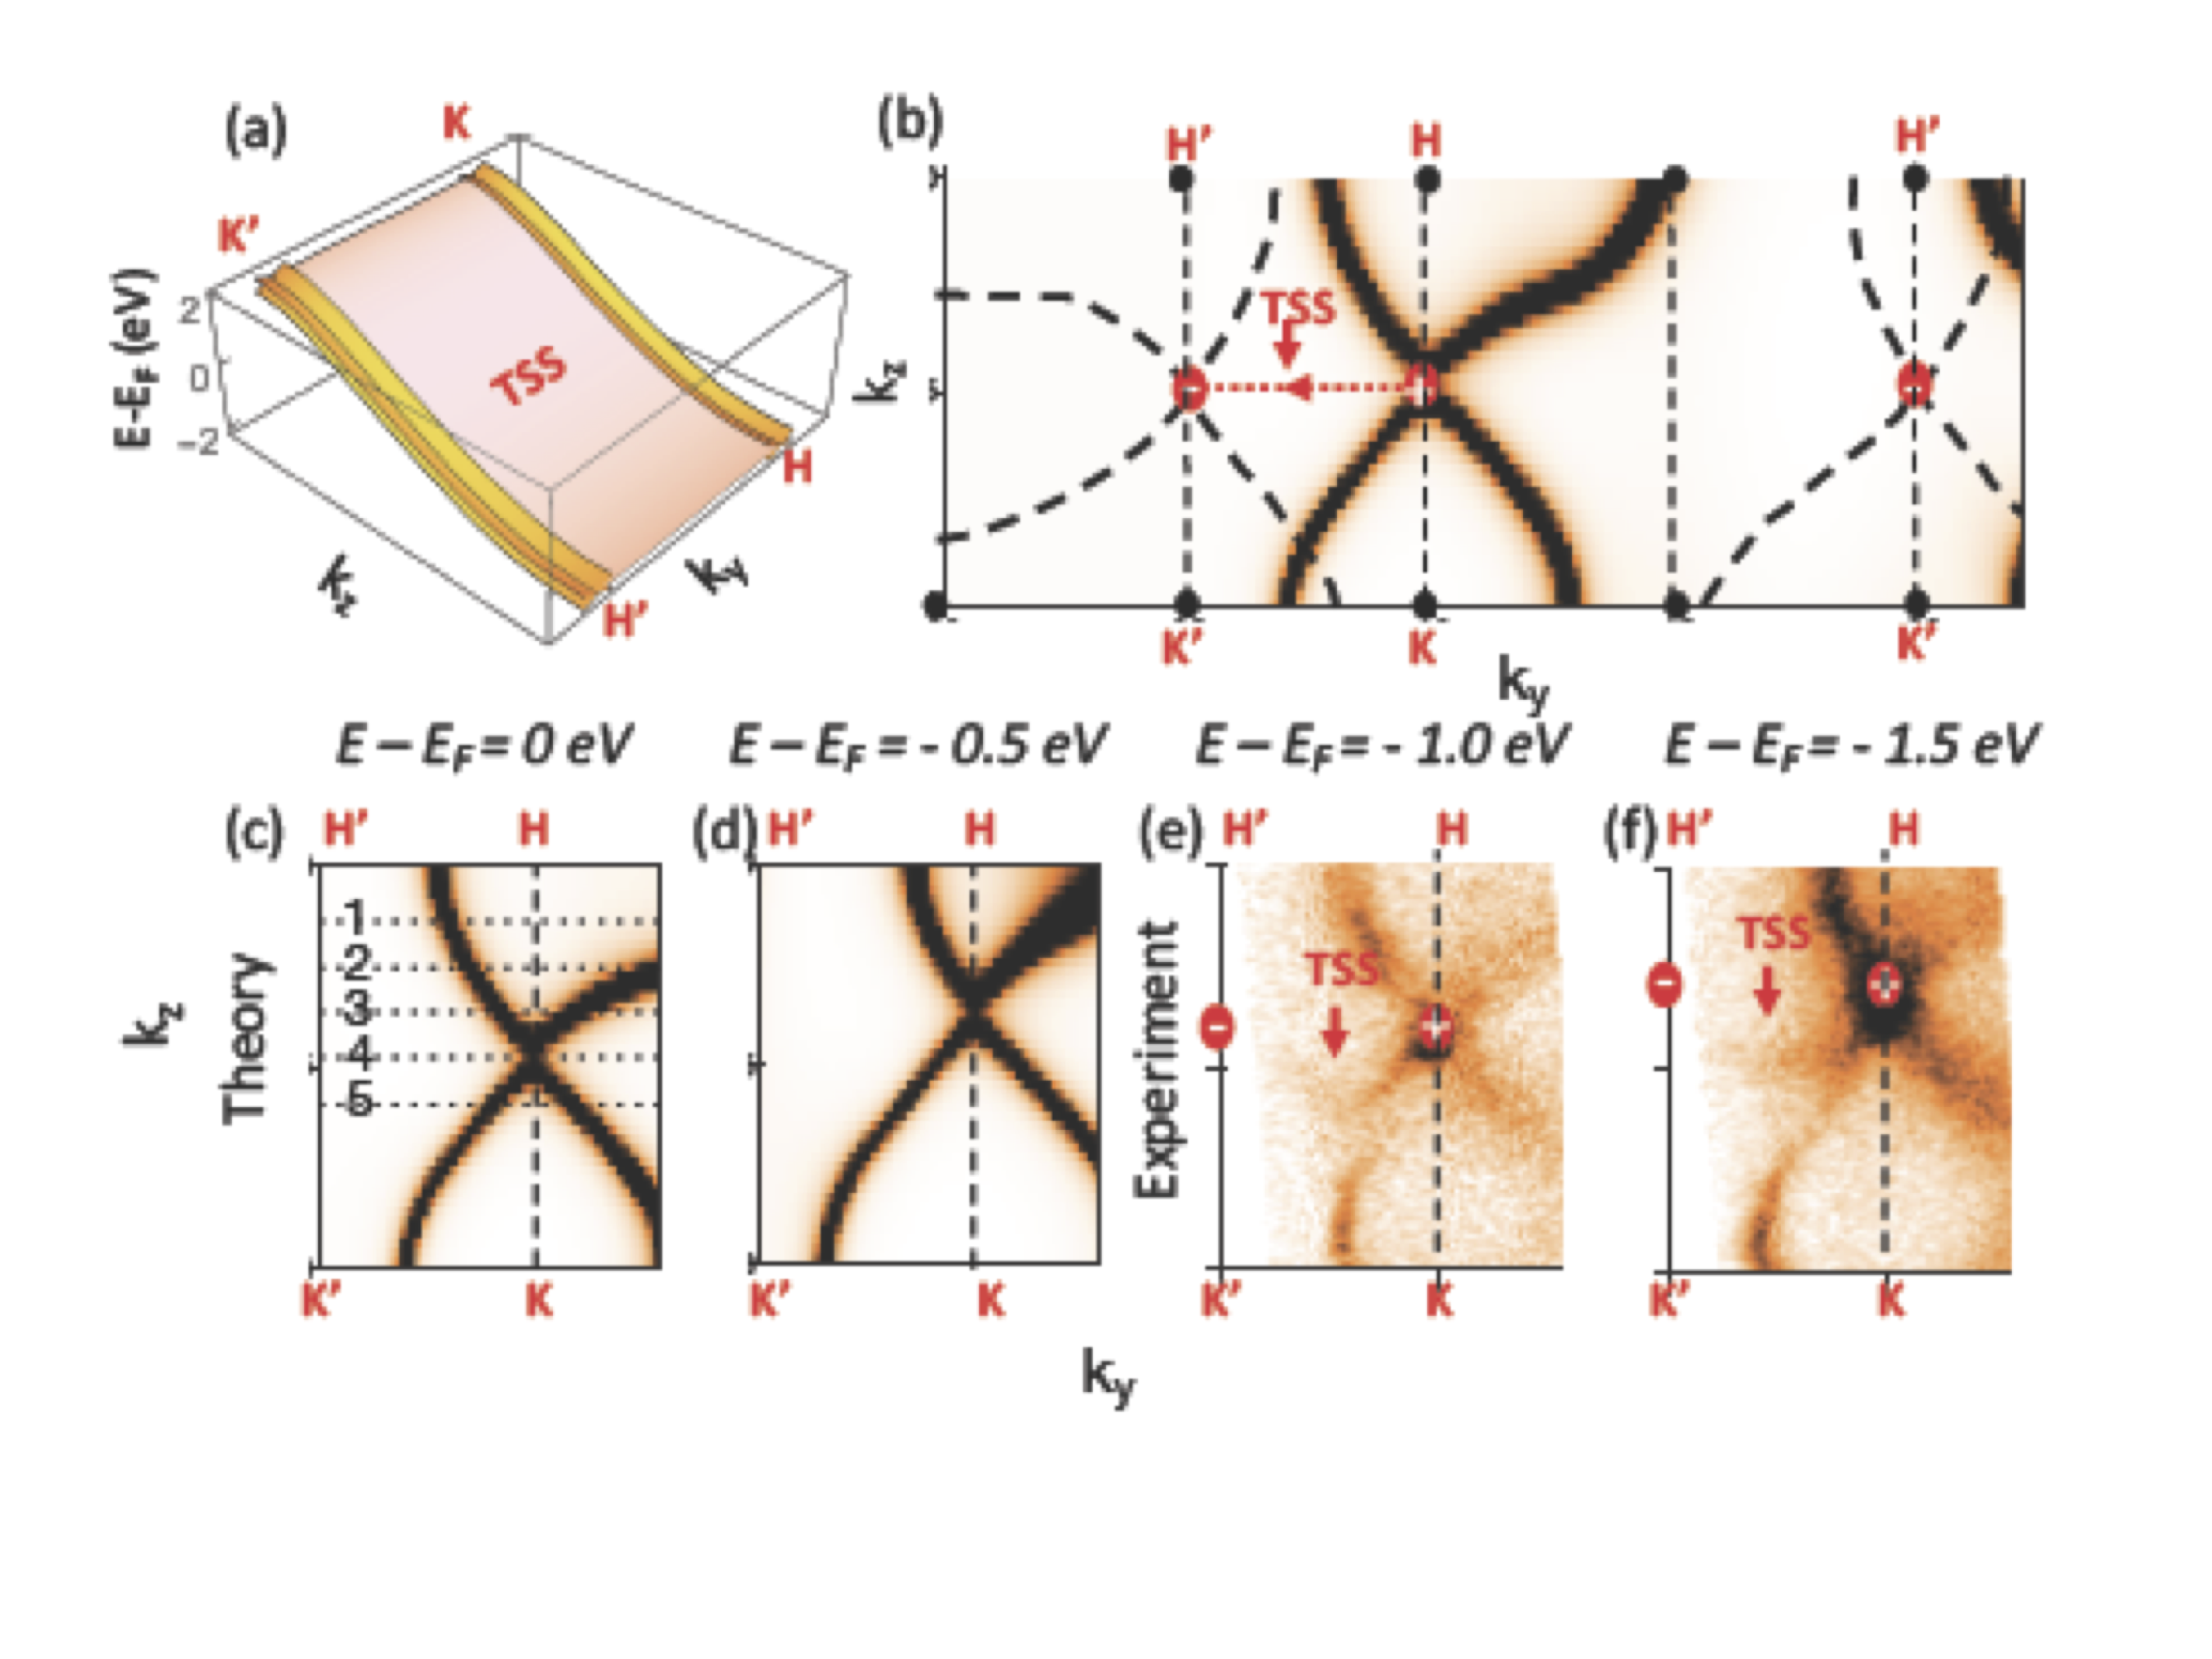 (a)
K
K'
E-E_F (eV)
2
0
-2
TSS
H
H'
k_z
k_y
(b)
H' H H'
TSS
k_z
- + -
K' K K'
k_y
E – E_F = 0 eV
E – E_F = - 0.5 eV
E – E_F = - 1.0 eV
E – E_F = - 1.5 eV
(c) H' H
(d) H' H
(e) H' H
(f) H' H
k_z
Theory
1
2
3
4
5
Experiment
TSS
- +
TSS
- +
K' K
K' K
K' K
K' K
k_y